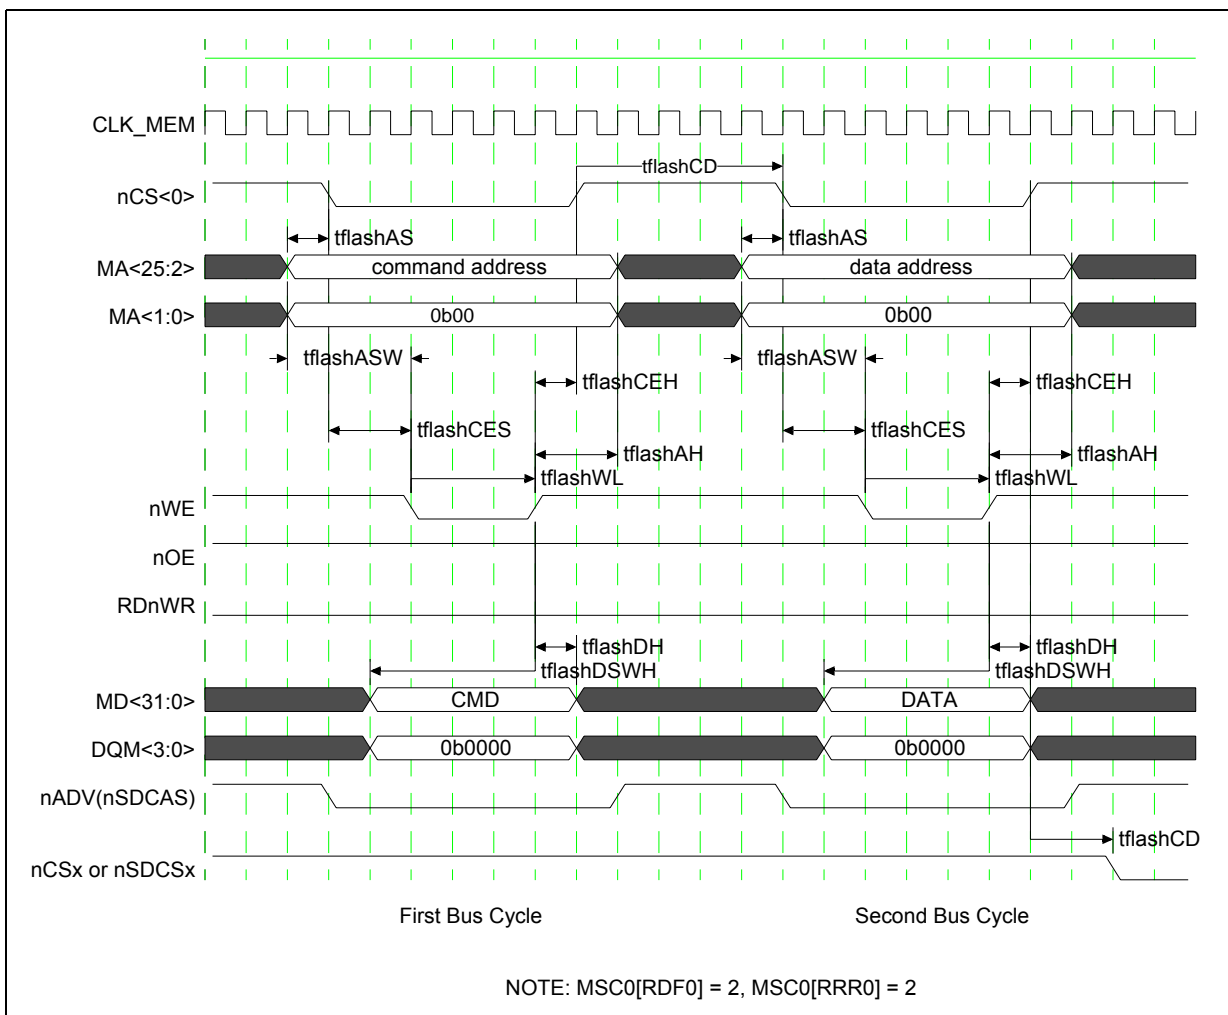 CLK_MEM
tflashCD
nCS<0>
tflashAS
tflashAS
MA<25:2>
command address
data address
MA<1:0>
0b00
0b00
tflashASW
tflashASW
tflashCEH
tflashCEH
tflashCES
tflashCES
tflashAH
tflashAH
tflashWL
tflashWL
nWE
nOE
RDnWR
tflashDH
tflashDH
tflashDSWH
tflashDSWH
MD<31:0>
CMD
DATA
DQM<3:0>
0b0000
0b0000
nADV(nSDCAS)
tflashCD
nCSx or nSDCSx
First Bus Cycle
Second Bus Cycle
NOTE: MSC0[RDF0] = 2, MSC0[RRR0] = 2